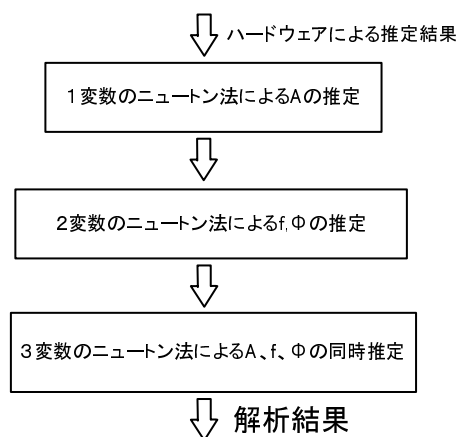 ハードウェアによる推定結果
1変数のニュートン法によるAの推定
2変数のニュートン法によるf,Φの推定
3変数のニュートン法によるA、f、Φの同時推定
解析結果